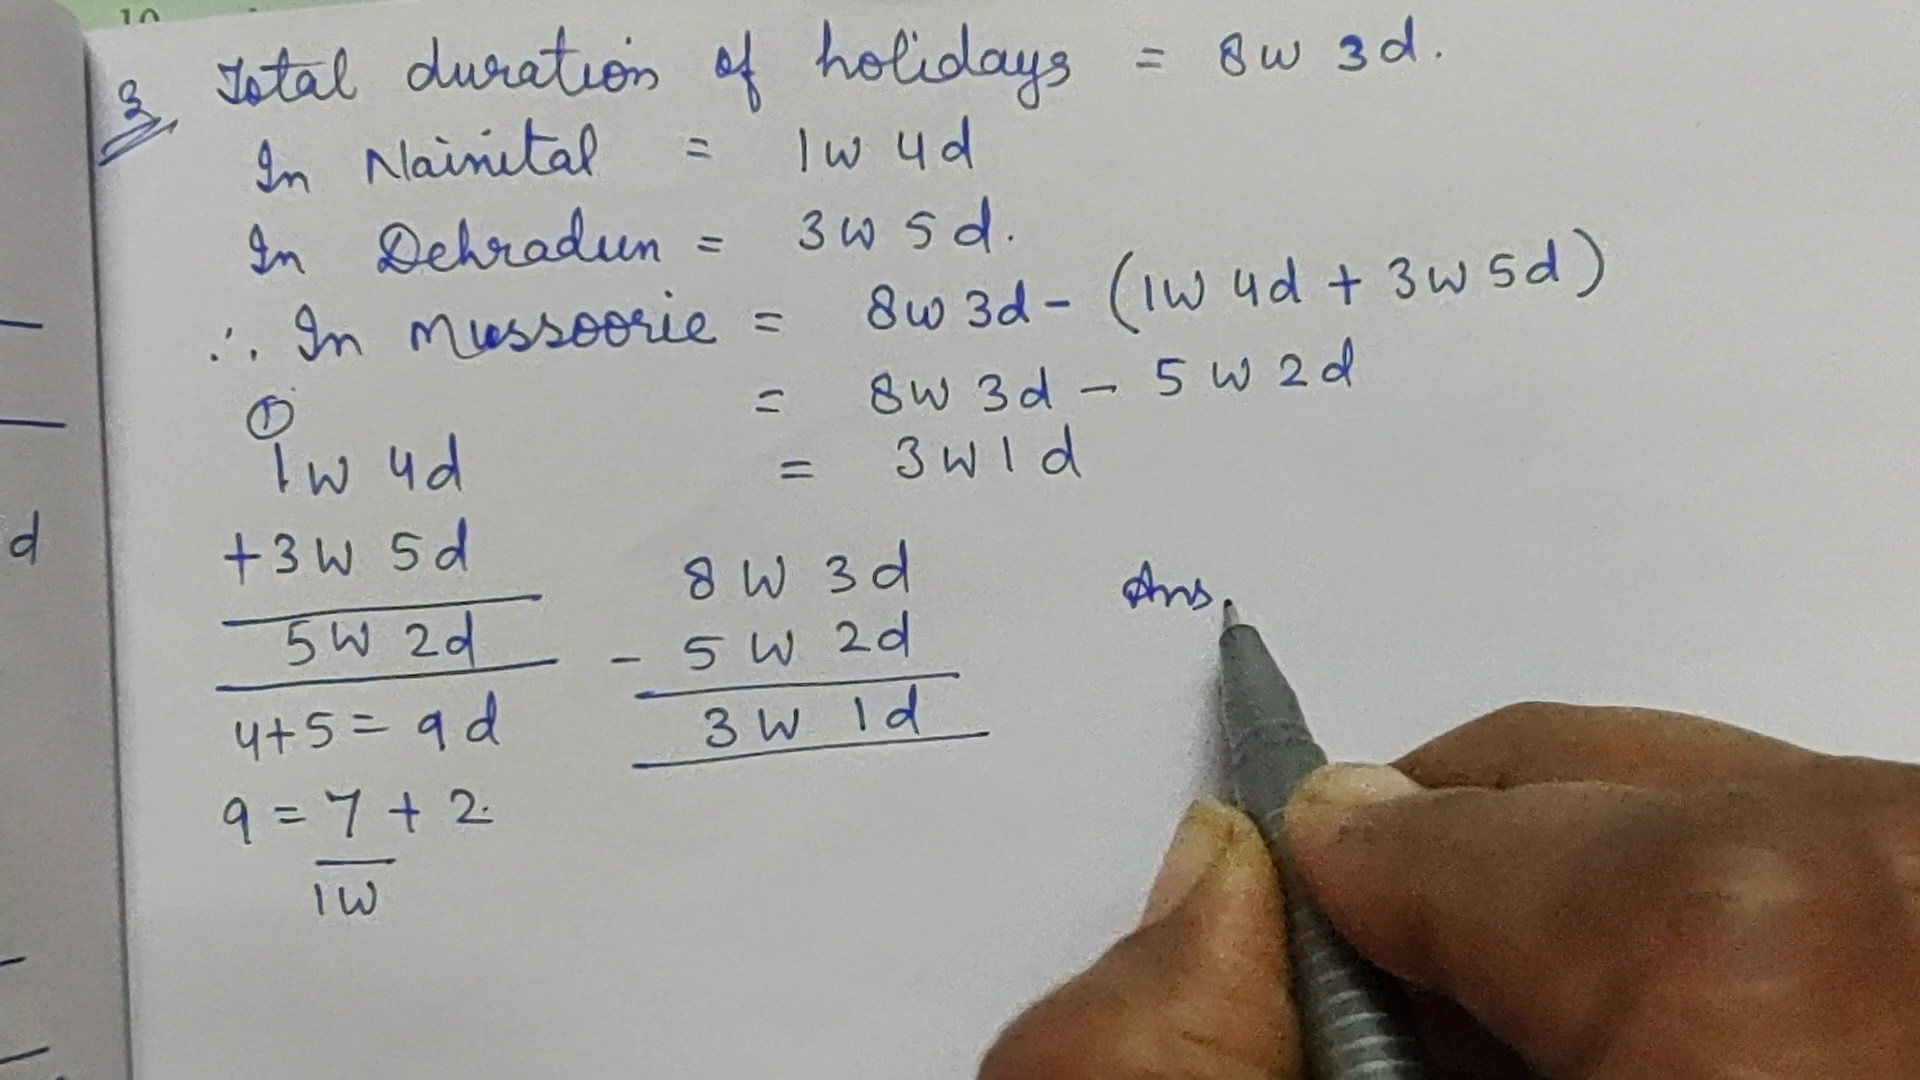 10
3, Total duration of holidays = 8w 3d.
In Nainital = 1w 4d
In Dehradun = 3w 5d.
∴ In Mussoorie = 8w 3d - (1w 4d + 3w 5d)
= 8w 3d - 5w 2d
= 3w 1d
①
1w 4d
+3w 5d
5w 2d
4+5 = 9d
9 = 7 + 2.
1w
8w 3d
- 5w 2d
3w 1d
Ans
d